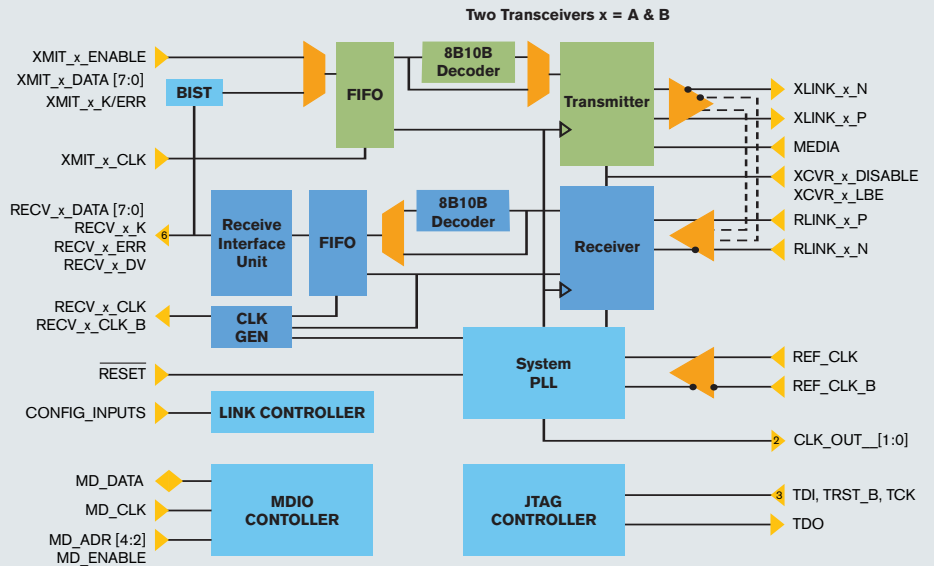 Two Transceivers x = A & B
XMIT_x_ENABLE
XMIT_x_DATA [7:0]
XMIT_x_K/ERR
BIST
XMIT_x_CLK
FIFO
8B10B
Decoder
Transmitter
XLINK_x_N
XLINK_x_P
MEDIA
XCVR_x_DISABLE
XCVR_x_LBE
RLINK_x_P
RLINK_x_N
RECV_x_DATA [7:0]
RECV_x_K
RECV_x_ERR
RECV_x_DV
6
Receive
Interface
Unit
FIFO
8B10B
Decoder
Receiver
RECV_x_CLK
RECV_x_CLK_B
CLK
GEN
RESET
System
PLL
REF_CLK
REF_CLK_B
CONFIG_INPUTS
LINK CONTROLLER
2
CLK_OUT__[1:0]
MD_DATA
MD_CLK
MD_ADR [4:2]
MD_ENABLE
MDIO
CONTOLLER
JTAG
CONTROLLER
3
TDI, TRST_B, TCK
TDO